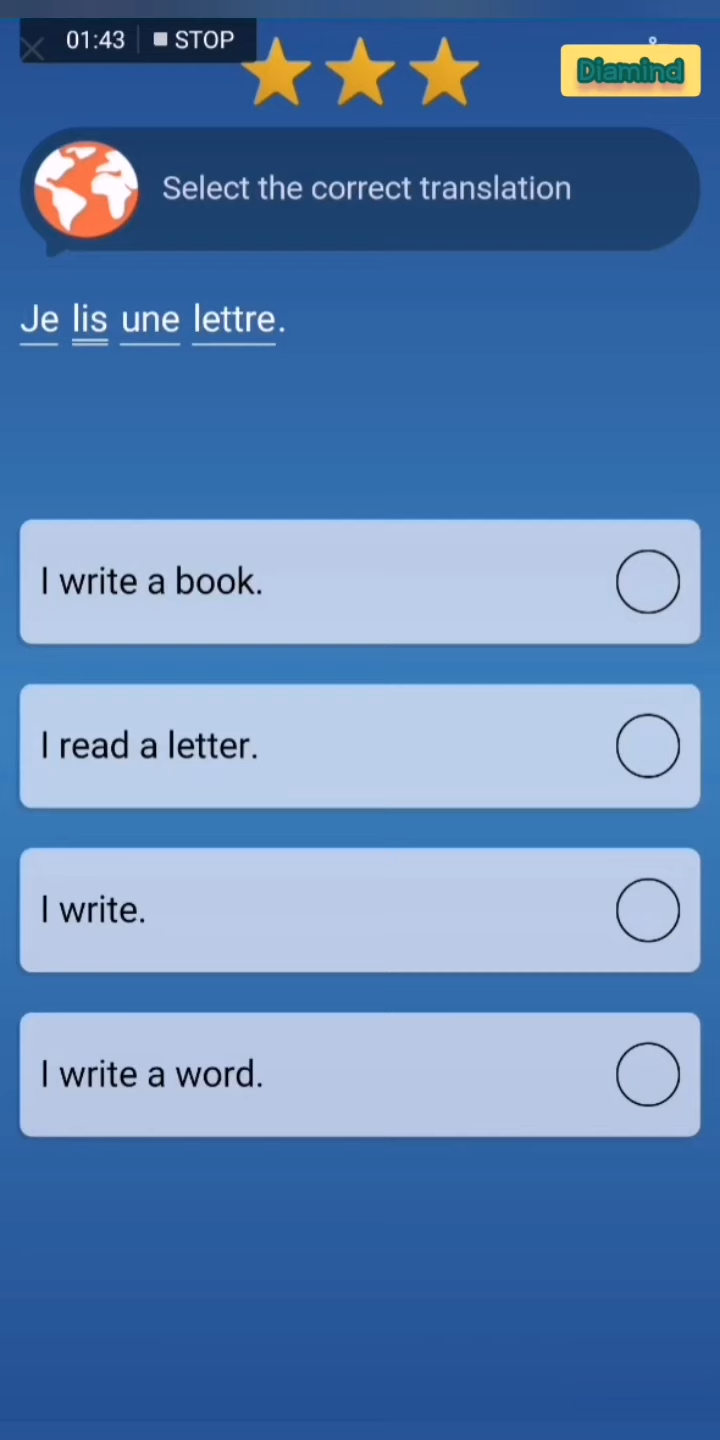 01:43 STOP
Diamind
Select the correct translation
Je lis une lettre.
I write a book.
I read a letter.
I write.
I write a word.